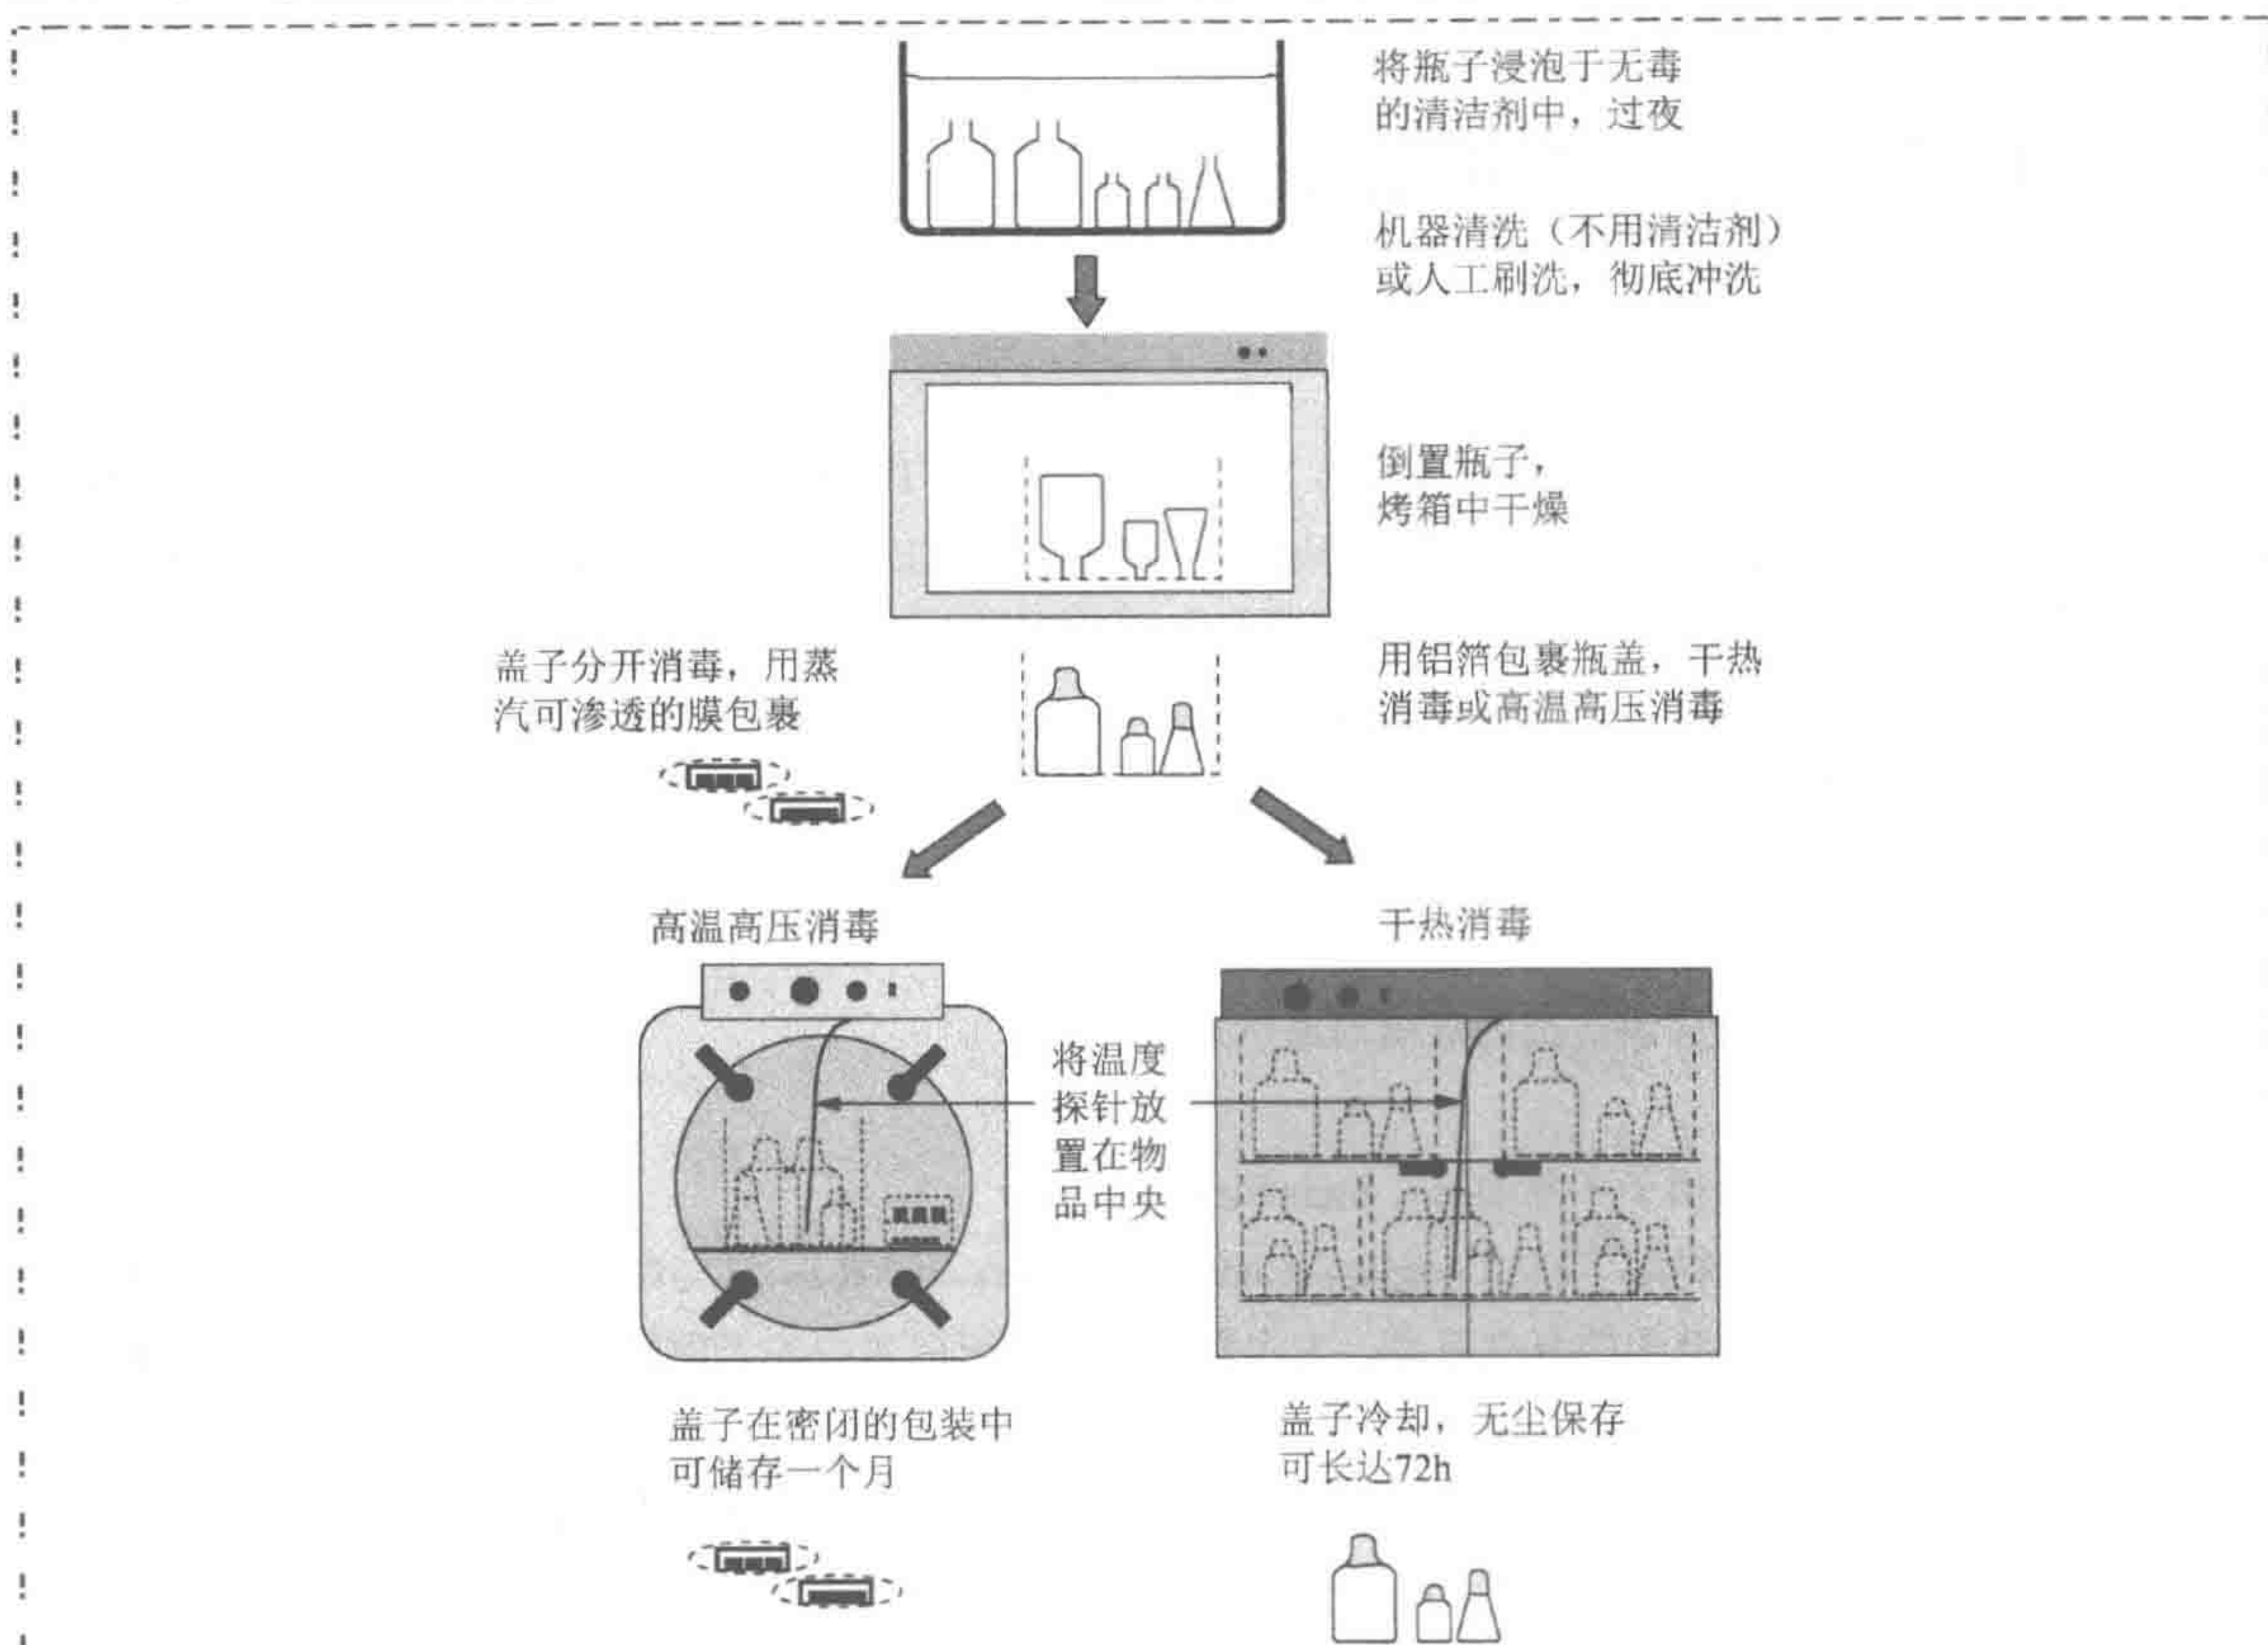 将瓶子浸泡于无毒
的清洁剂中，过夜
机器清洗（不用清洁剂）
或人工刷洗，彻底冲洗
倒置瓶子，
烤箱中干燥
盖子分开消毒，用蒸
汽可渗透的膜包裹
用铝箔包裹瓶盖，干热
消毒或高温高压消毒
高温高压消毒
干热消毒
将温度
探针放
置在物
品中央
盖子在密闭的包装中
可储存一个月
盖子冷却，无尘保存
可长达72h